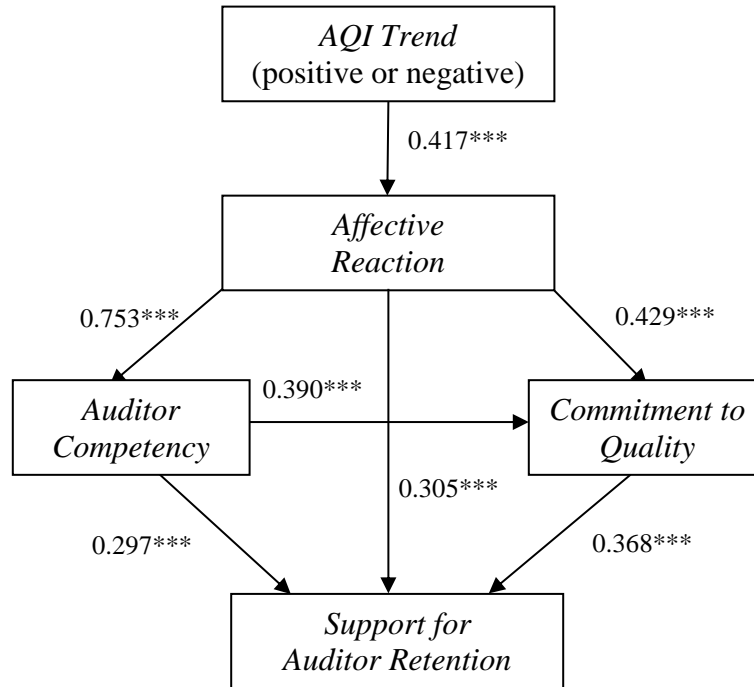 AQI Trend
(positive or negative)
0.417***
Affective
Reaction
0.753***
0.429***
Auditor
Competency
0.390***
Commitment to
Quality
0.305***
0.297***
0.368***
Support for
Auditor Retention